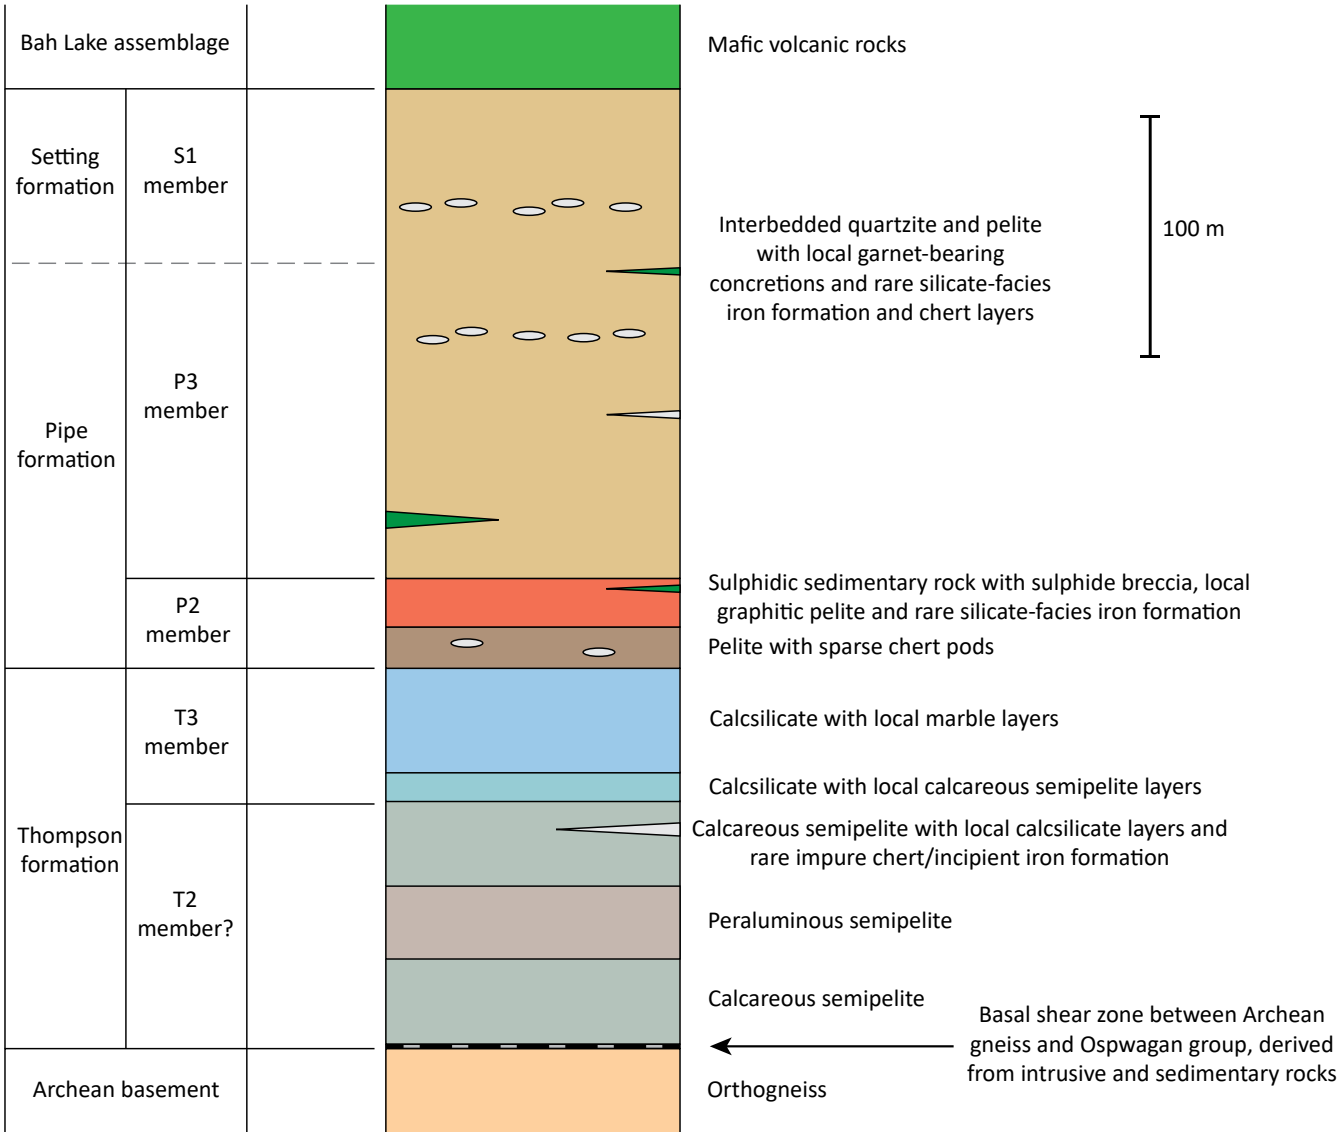 Bah Lake assemblage
Mafic volcanic rocks
Setting
formation
S1
member
100 m
Interbedded quartzite and pelite
with local garnet-bearing
concretions and rare silicate-facies
iron formation and chert layers
Pipe
formation
P3
member
P2
member
Sulphidic sedimentary rock with sulphide breccia, local
graphitic pelite and rare silicate-facies iron formation
Pelite with sparse chert pods
Thompson
formation
T3
member
Calcsilicate with local marble layers
Calcsilicate with local calcareous semipelite layers
T2
member?
Calcareous semipelite with local calcsilicate layers and
rare impure chert/incipient iron formation
Peraluminous semipelite
Calcareous semipelite
Basal shear zone between Archean
gneiss and Ospwagan group, derived
from intrusive and sedimentary rocks
Archean basement
Orthogneiss